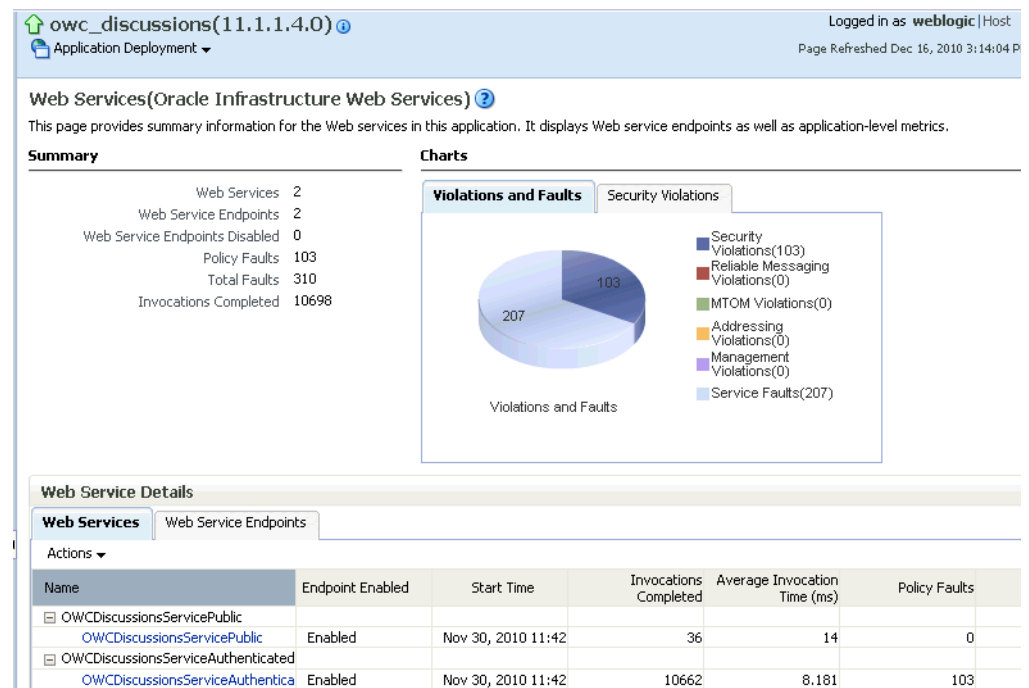 owc_discussions(11.1.1.4.0)
Logged in as weblogic|Host
Application Deployment
Page Refreshed Dec 16, 2010 3:14:04 P
Web Services(Oracle Infrastructure Web Services)
This page provides summary information for the Web services in this application. It displays Web service endpoints as well as application-level metrics.
Summary
Web Services 2
Web Service Endpoints 2
Web Service Endpoints Disabled 0
Policy Faults 103
Total Faults 310
Invocations Completed 10698
Charts
Violations and Faults
Security Violations
103
207
Violations and Faults
Security
Violations(103)
Reliable Messaging
Violations(0)
MTOM Violations(0)
Addressing
Violations(0)
Management
Violations(0)
Service Faults(207)
Web Service Details
Web Services
Web Service Endpoints
Actions
Name
Endpoint Enabled
Start Time
Invocations
Completed
Average Invocation
Time (ms)
Policy Faults
OWCDiscussionsServicePublic
OWCDiscussionsServicePublic Enabled Nov 30, 2010 11:42 36 14 0
OWCDiscussionsServiceAuthenticated
OWCDiscussionsServiceAuthentica Enabled Nov 30, 2010 11:42 10662 8.181 103